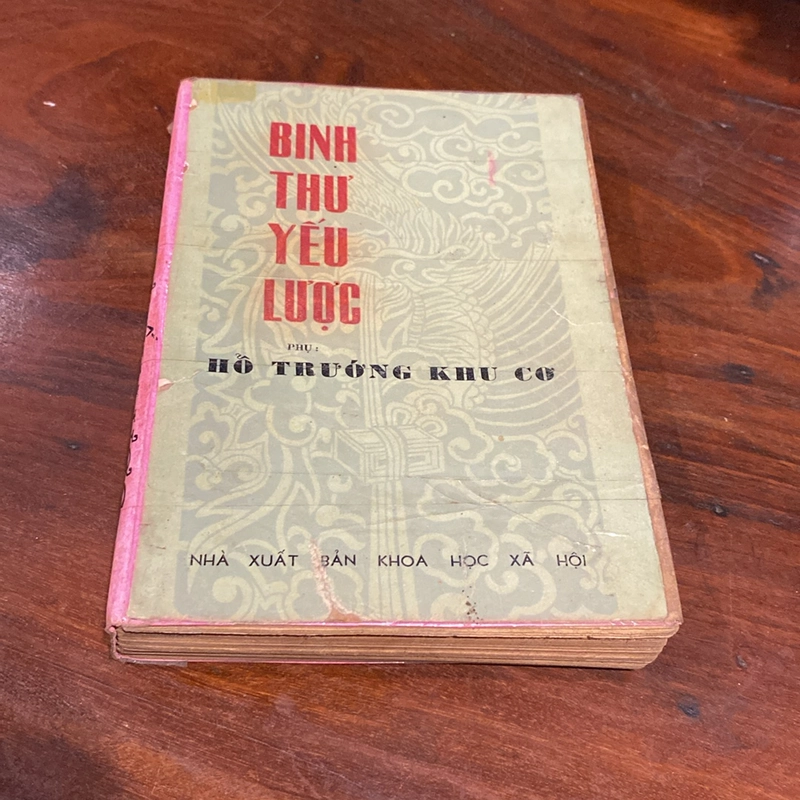 BINH
THƯ
YẾU
LƯỢC
PHỤ:
HỔ TRƯỚNG KHU CƠ
NHÀ XUẤT BẢN KHOA HỌC XÃ HỘI